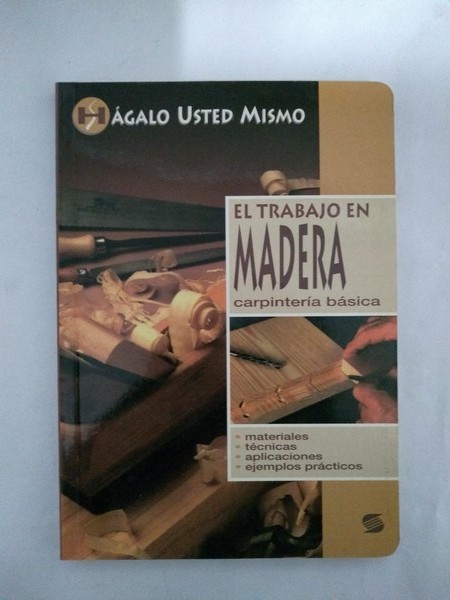 HÁGALO USTED MISMO
EL TRABAJO EN
MADERA
carpintería básica
• materiales
• técnicas
• aplicaciones
• ejemplos prácticos